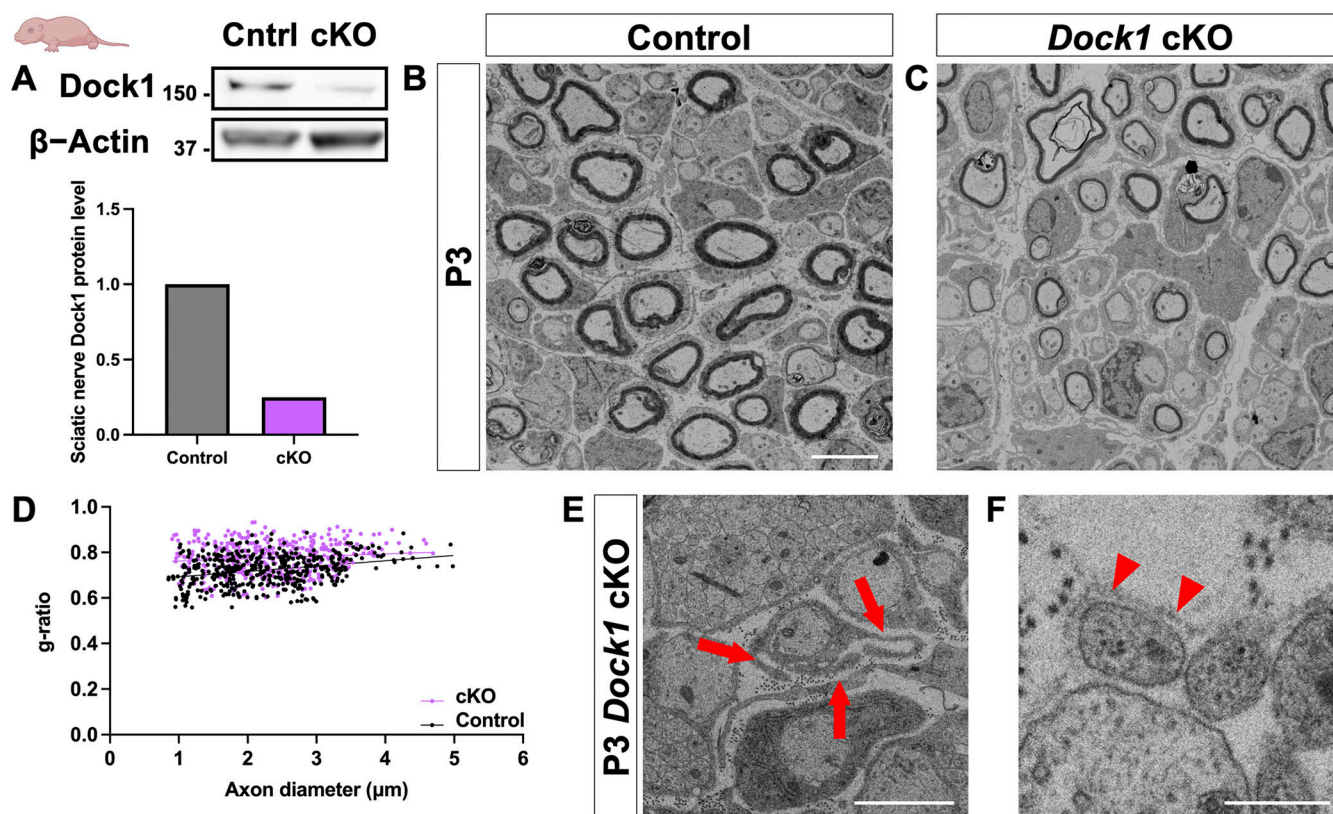 Cntrl cKO
A
Dock1
150 -
β–Actin
37 -
Sciatic nerve Dock1 protein level
1.5
1.0
0.5
0.0
Control
cKO
Control
Dock1 cKO
B
C
P3
D
g-ratio
1.0
0.8
0.6
0.4
0.2
0
0
1
2
3
4
5
6
cKO
Control
Axon diameter (µm)
E
F
P3 Dock1 cKO